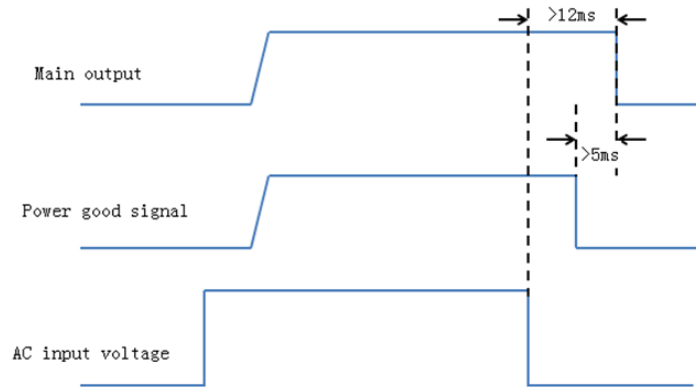 >12ms
Main output
>5ms
Power good signal
AC input voltage